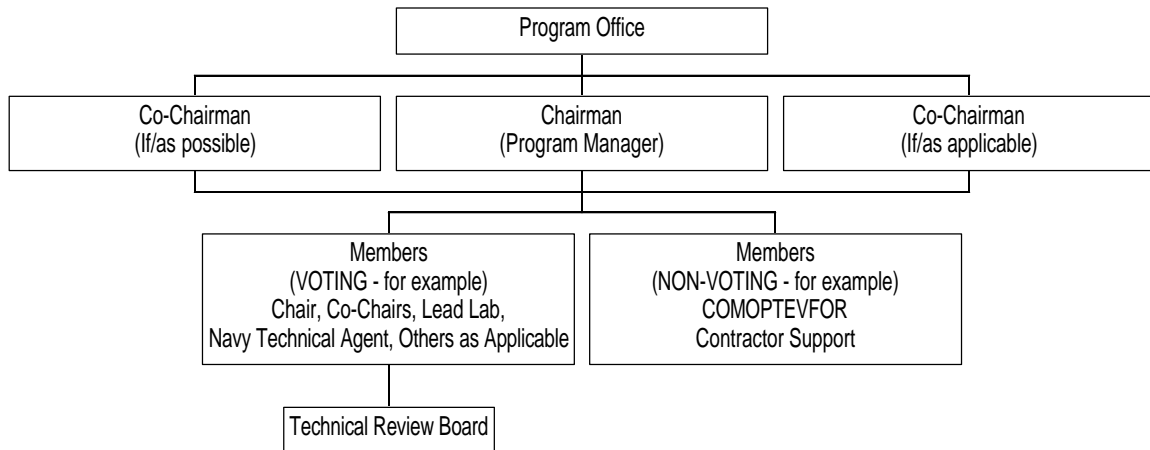 Program Office
Co-Chairman
(If/as possible)
Chairman
(Program Manager)
Co-Chairman
(If/as applicable)
Members
(VOTING - for example)
Chair, Co-Chairs, Lead Lab,
Navy Technical Agent, Others as Applicable
Members
(NON-VOTING - for example)
COMOPTEVFOR
Contractor Support
Technical Review Board